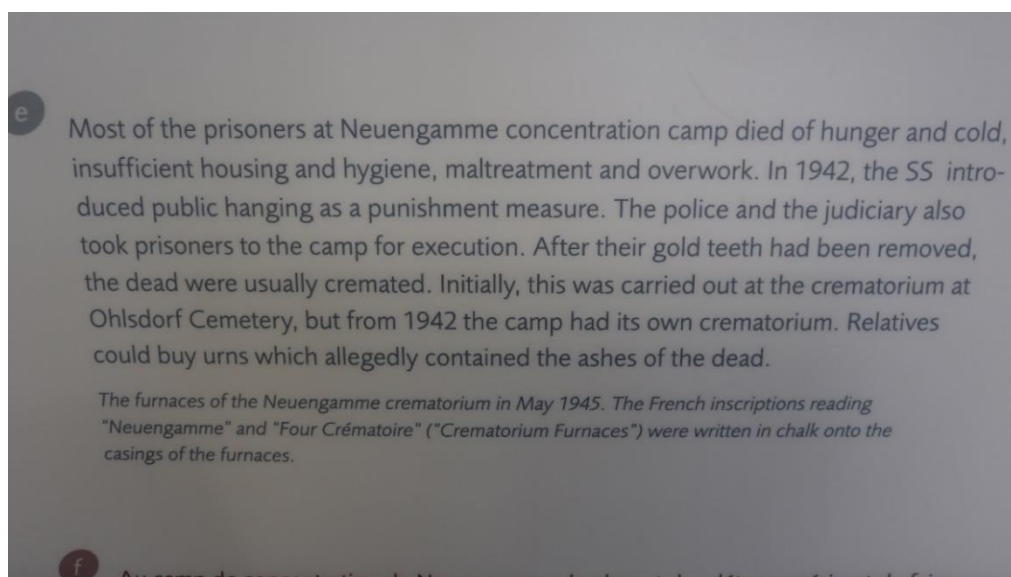 e
Most of the prisoners at Neuengamme concentration camp died of hunger and cold,
insufficient housing and hygiene, maltreatment and overwork. In 1942, the SS intro-
duced public hanging as a punishment measure. The police and the judiciary also
took prisoners to the camp for execution. After their gold teeth had been removed,
the dead were usually cremated. Initially, this was carried out at the crematorium at
Ohlsdorf Cemetery, but from 1942 the camp had its own crematorium. Relatives
could buy urns which allegedly contained the ashes of the dead.
The furnaces of the Neuengamme crematorium in May 1945. The French inscriptions reading
"Neuengamme" and "Four Crématoire" ("Crematorium Furnaces") were written in chalk onto the
casings of the furnaces.
f